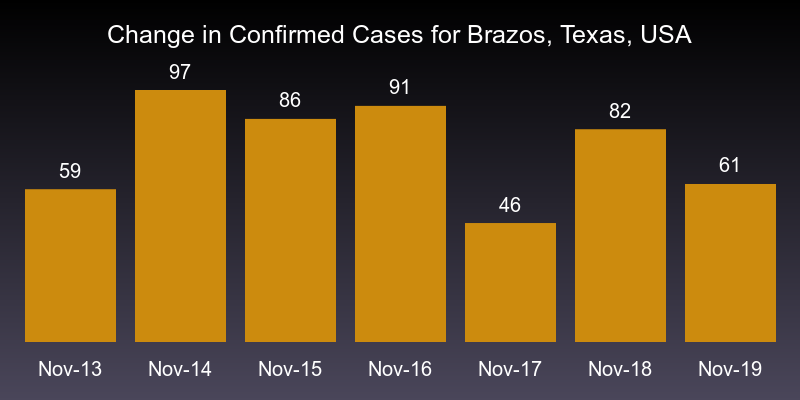 Change in Confirmed Cases for Brazos, Texas, USA
59
97
86
91
46
82
61
Nov-13
Nov-14
Nov-15
Nov-16
Nov-17
Nov-18
Nov-19